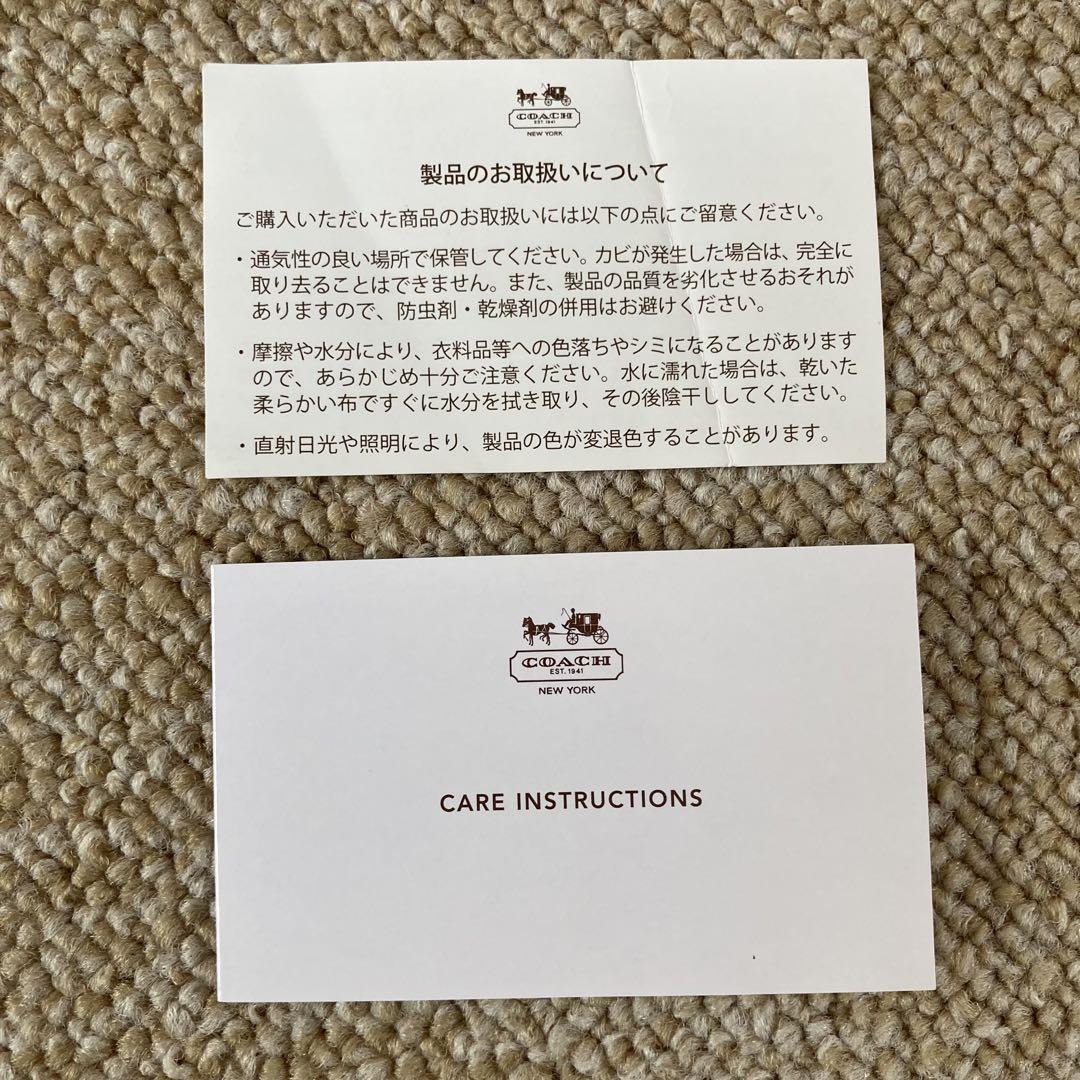 COACH
EST. 1941
NEW YORK
製品のお取扱いについて
ご購入いただいた商品のお取扱いには以下の点にご留意ください。
・通気性の良い場所で保管してください。カビが発生した場合は、完全に
取り去ることはできません。また、製品の品質を劣化させるおそれが
ありますので、防虫剤・乾燥剤の併用はお避けください。
・摩擦や水分により、衣料品等への色落ちやシミになることがあります
ので、あらかじめ十分ご注意ください。水に濡れた場合は、乾いた
柔らかい布ですぐに水分を拭き取り、その後陰干ししてください。
・直射日光や照明により、製品の色が変退色することがあります。
COACH
EST. 1941
NEW YORK
CARE INSTRUCTIONS